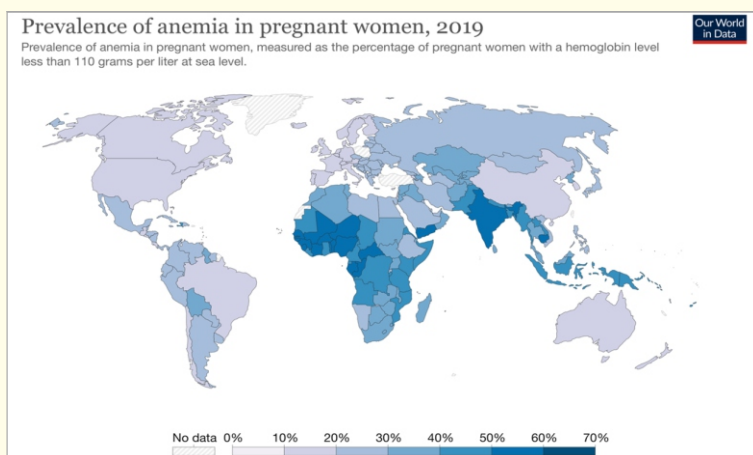 Prevalence of anemia in pregnant women, 2019
Our World
in Data
Prevalence of anemia in pregnant women, measured as the percentage of pregnant women with a hemoglobin level
less than 110 grams per liter at sea level.
No data 0% 10% 20% 30% 40% 50% 60% 70%